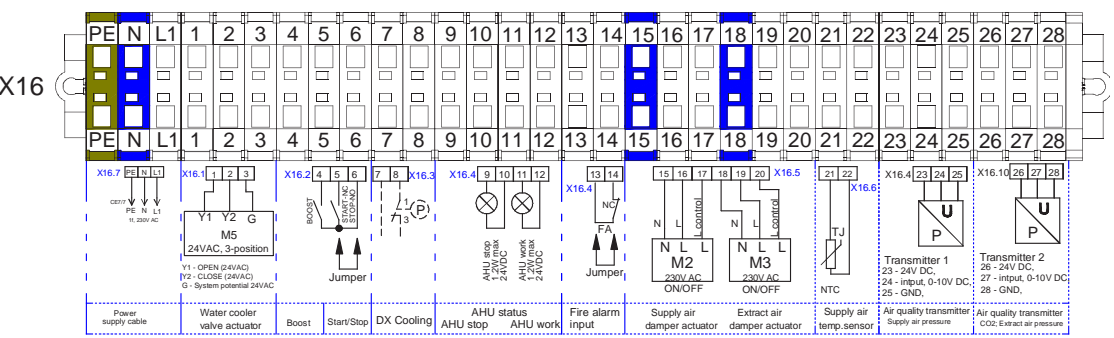 PE N L1 1 2 3 4 5 6 7 8 9 10 11 12 13 14 15 16 17 18 19 20 21 22 23 24 25 26 27 28
X16
PE N L1 1 2 3 4 5 6 7 8 9 10 11 12 13 14 15 16 17 18 19 20 21 22 23 24 25 26 27 28
X16.7 PE N L1
CE7/7
PE N L1
1f, 230V AC
Power
supply cable
X16.1 1 2 3
Y1 Y2 G
M5
24VAC, 3-position
Y1 - OPEN (24VAC)
Y2 - CLOSE (24VAC)
G - System potential 24VAC
Water cooler
valve actuator
X16.2 4 5 6
BOOST
START-NC
STOP-NO
Jumper
Boost
Start/Stop
7 8 X16.3
1
3
P
DX Cooling
X16.4 9 10 11 12
AHU stop
1.2W max
24VDC
AHU work
1.2W max
24VDC
AHU status
AHU stop AHU work
13 14
X16.4
NC
FA
Jumper
Fire alarm
input
15 16 17 18 19 20 X16.5
N L L control
N L L control
N L L
M2
230V AC
ON/OFF
N L L
M3
230V AC
ON/OFF
Supply air
damper actuator
Extract air
damper actuator
21 22
X16.6
TJ
NTC
Supply air
temp.sensor
X16.4 23 24 25
U
P
Transmitter 1
23 - 24V DC,
24 - intput, 0-10V DC,
25 - GND,
Air quality transmitter
Supply air pressure
X16.10 26 27 28
U
P
Transmitter 2
26 - 24V DC,
27 - intput, 0-10V DC
28 - GND,
Air quality transmitter
CO2; Extract air pressure